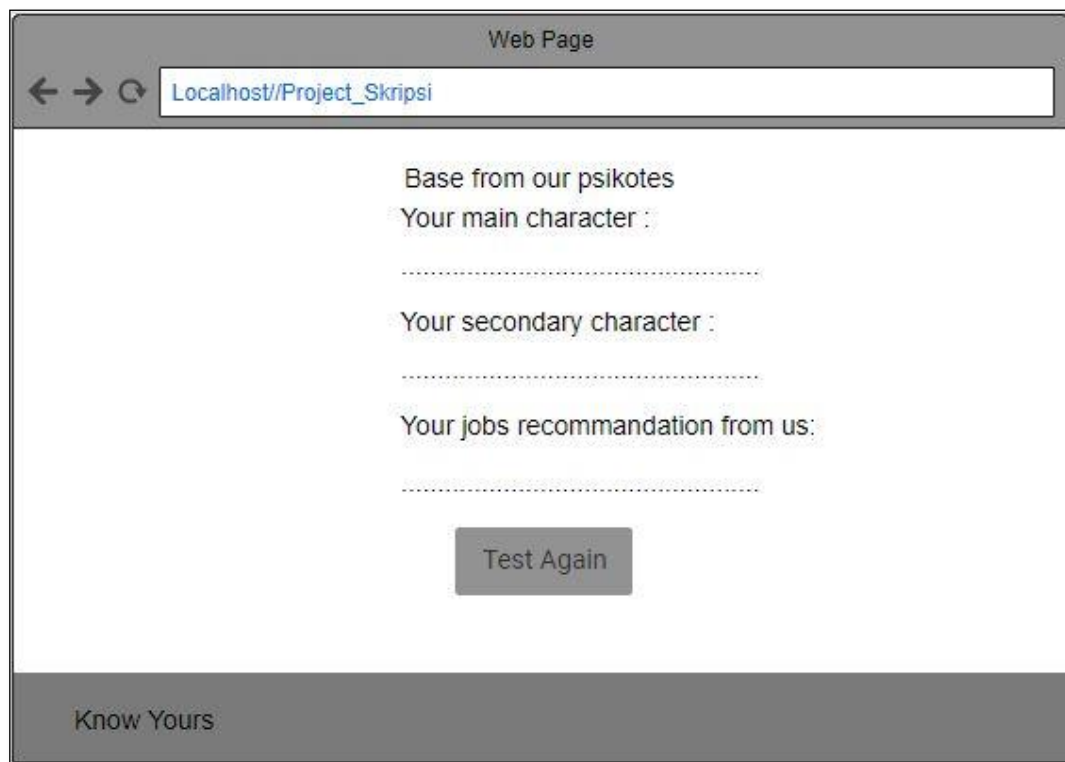 Web Page
Localhost//Project_Skripsi
Base from our psikotes
Your main character :
................................................
Your secondary character :
................................................
Your jobs recommandation from us:
................................................
Test Again
Know Yours